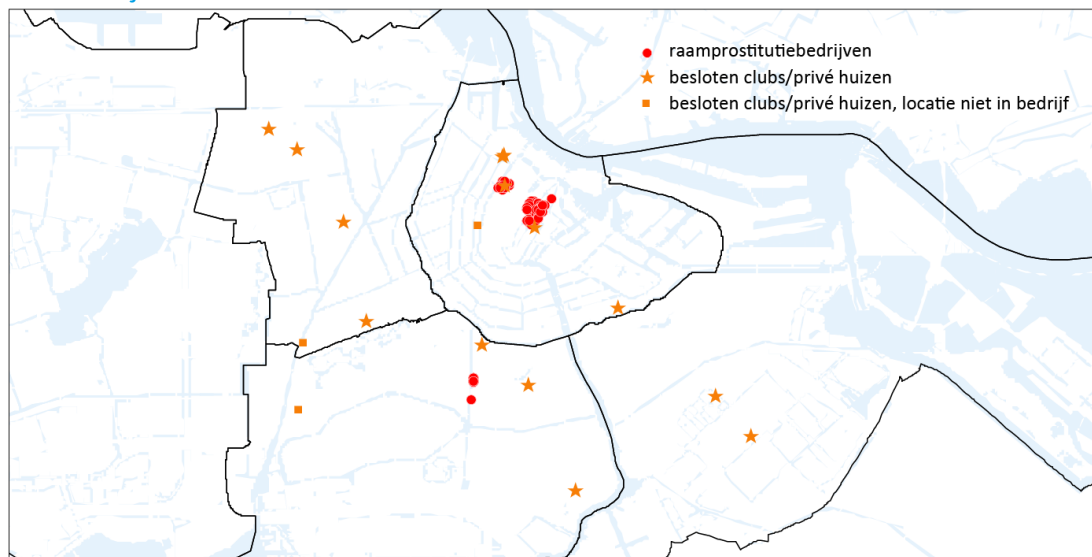 raamprostitutiebedrijven
besloten clubs/privé huizen
besloten clubs/privé huizen, locatie niet in bedrijf